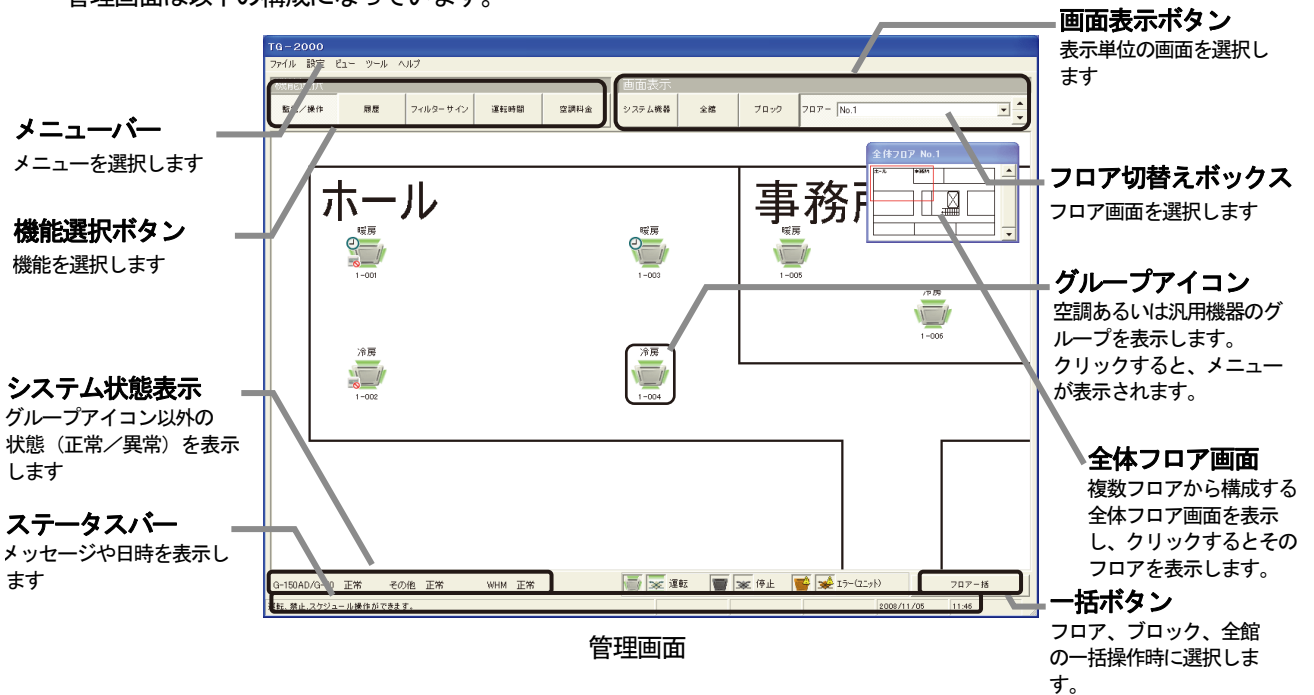 管理画面は以下の構成になっています。
画面表示ボタン
表示単位の画面を選択し
ます
TG-2000
ファイル 設定 ビュー ツール ヘルプ
画面表示
監視/操作 履歴 フィルターサイン 運転時間 空調料金
システム機器 全館 ブロック フロアー No.1
メニューバー
メニューを選択します
全体フロア No.1
ホール 事務所
フロア切替えボックス
フロア画面を選択します
機能選択ボタン
機能を選択します
ホール
事務所
暖房
1-001
暖房
1-003
暖房
1-005
グループアイコン
空調あるいは汎用機器のグ
ループを表示します。
クリックすると、メニュー
が表示されます。
冷房
1-006
冷房
1-002
冷房
1-004
システム状態表示
グループアイコン以外の
状態（正常／異常）を表示
します
全体フロア画面
複数フロアから構成する
全体フロア画面を表示
し、クリックするとその
フロアを表示します。
ステータスバー
メッセージや日時を表示し
ます
正常 その他 正常 WHM 正常
運転 停止 エラー(ユニット) フロア一括
運転、禁止、スケジュール操作ができます。 2008/11/05 11:46
一括ボタン
フロア、ブロック、全館
の一括操作時に選択しま
す。
管理画面